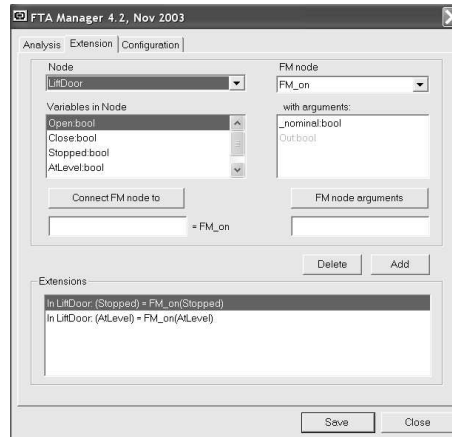 FTA Manager 4.2, Nov 2003
Analysis Extension Configuration
Node
LiftDoor
FM node
FM_on
Variables in Node
Open:bool
Close:bool
Stopped:bool
AtLevel:bool
with arguments:
_nominal:bool
Out:bool
Connect FM node to
FM node arguments
= FM_on
Delete
Add
Extensions
In LiftDoor: (Stopped) = FM_on(Stopped)
In LiftDoor: (AtLevel) = FM_on(AtLevel)
Save
Close